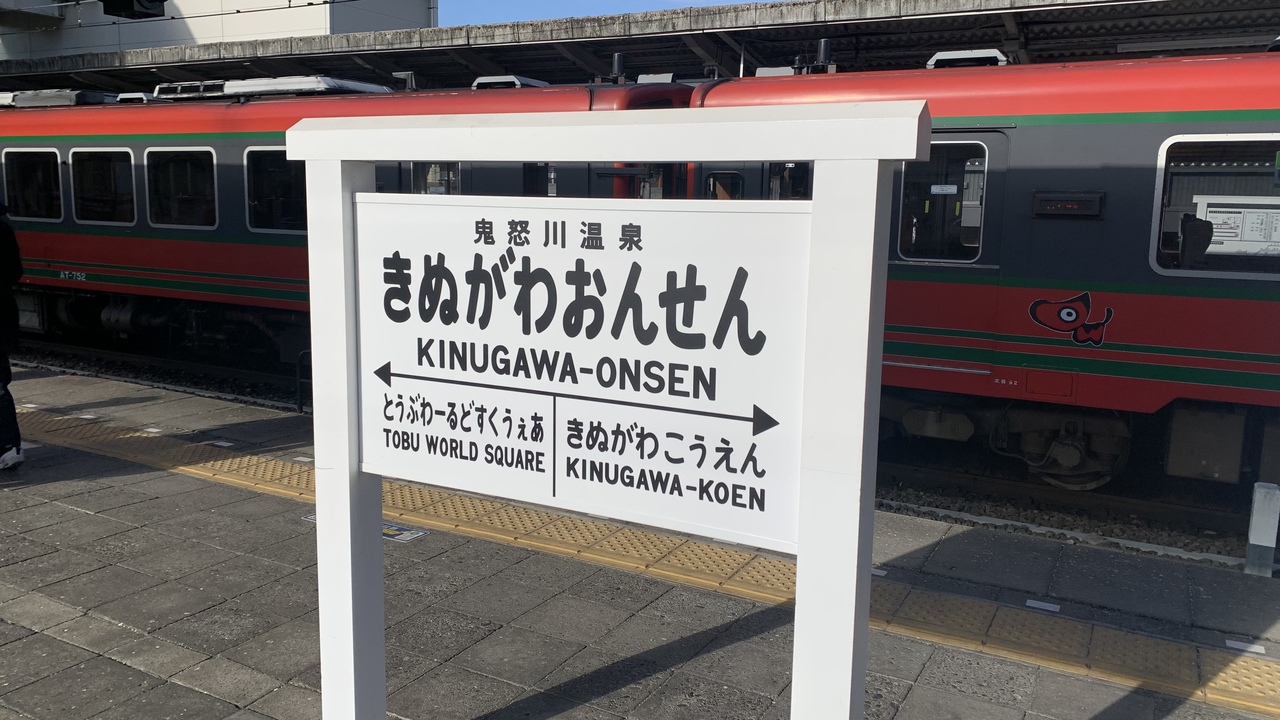 鬼怒川温泉
きぬがわおんせん
KINUGAWA-ONSEN
とうぶわーるどすくうぇあ
TOBU WORLD SQUARE
きぬがわこうえん
KINUGAWA-KOEN
AT-752